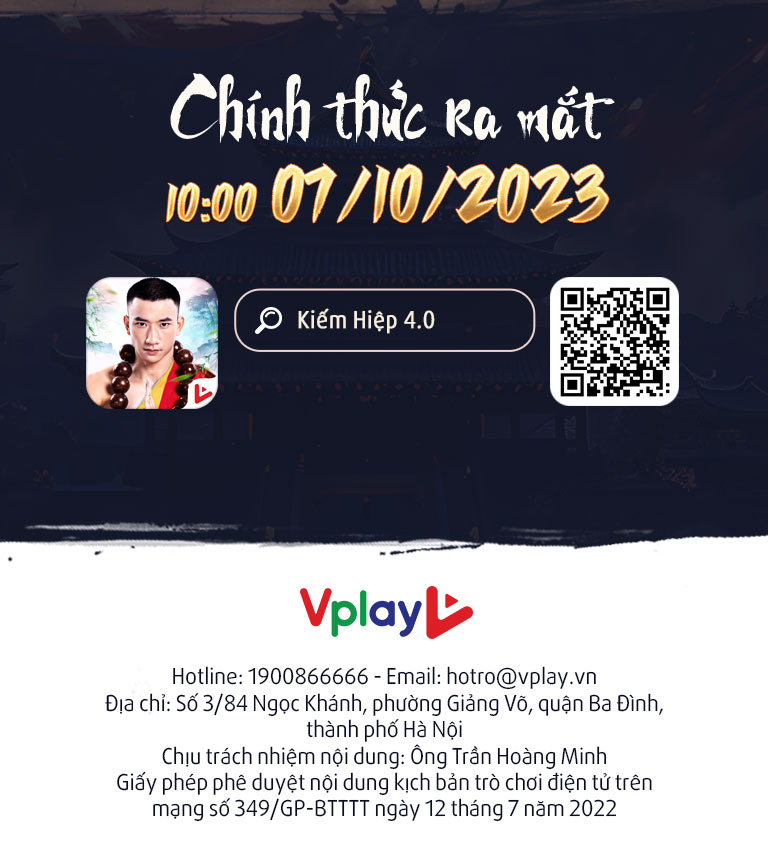 Chính thức ra mắt
10:00 07/10/2023
Kiếm Hiệp 4.0
Vplay
Hotline: 1900866666 - Email: hotro@vplay.vn
Địa chỉ: Số 3/84 Ngọc Khánh, phường Giảng Võ, quận Ba Đình,
thành phố Hà Nội
Chịu trách nhiệm nội dung: Ông Trần Hoàng Minh
Giấy phép phê duyệt nội dung kịch bản trò chơi điện tử trên
mạng số 349/GP-BTTTT ngày 12 tháng 7 năm 2022